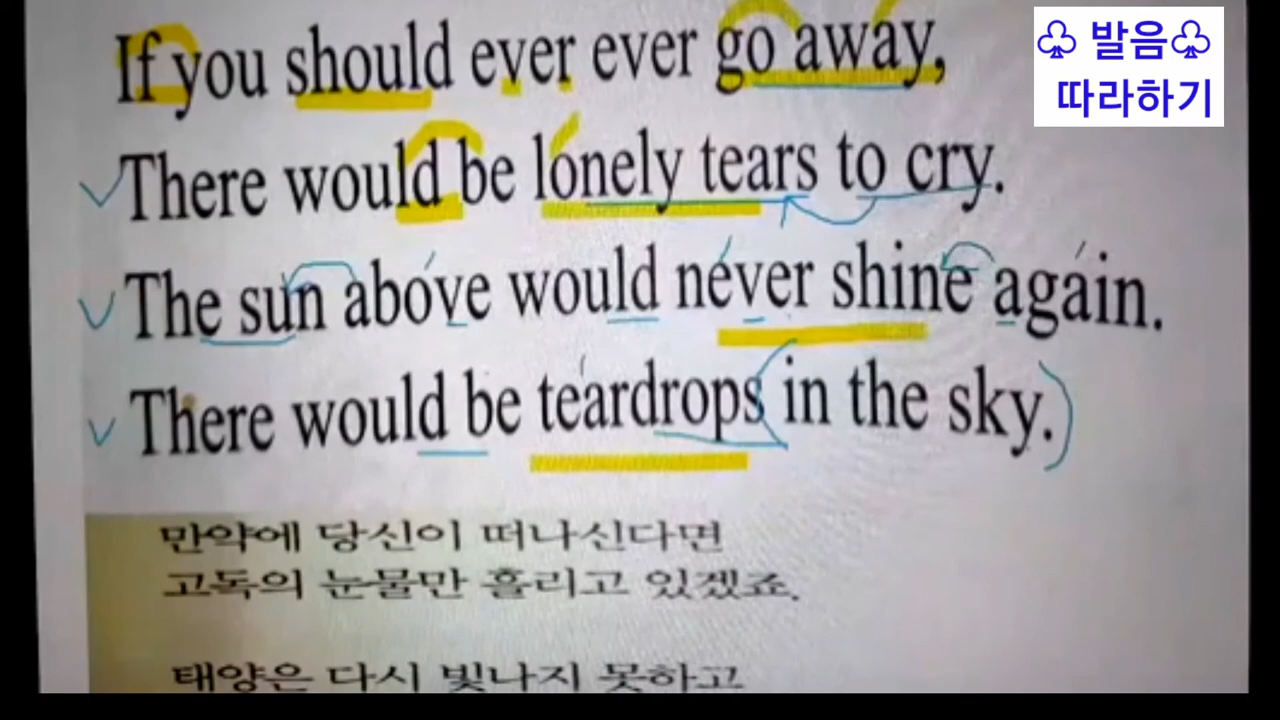 If you should ever ever go away,
♧ 발음♧
따라하기
There would be lonely tears to cry.
The sun above would never shine again.
There would be teardrops in the sky.)
만약에 당신이 떠나신다면
고독의 눈물만 흘리고 있겠죠.
태양은 다시 빛나지 못하고